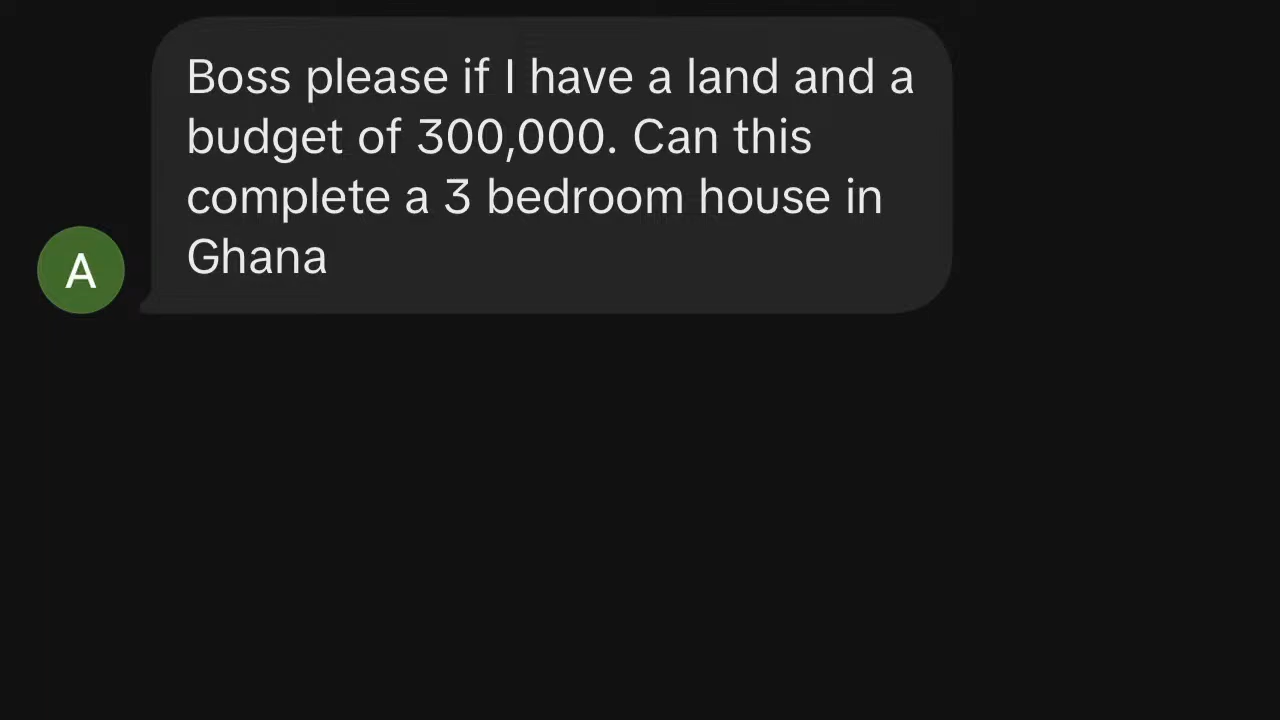 Boss please if I have a land and a
budget of 300,000. Can this
complete a 3 bedroom house in
Ghana
A